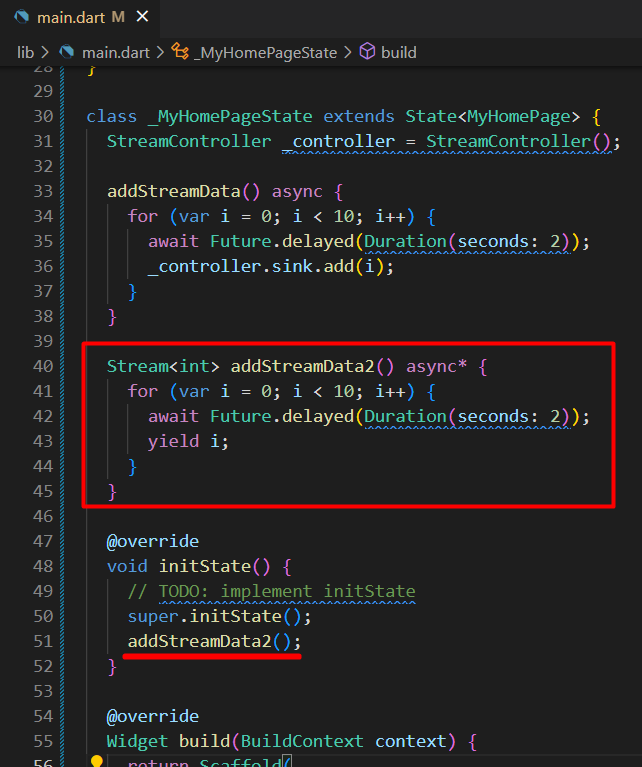 main.dart M ×
lib > main.dart > _MyHomePageState > build
28 }
29
30 class _MyHomePageState extends State<MyHomePage> {
31 StreamController _controller = StreamController();
32
33 addStreamData() async {
34 for (var i = 0; i < 10; i++) {
35 await Future.delayed(Duration(seconds: 2));
36 _controller.sink.add(i);
37 }
38 }
39
40 Stream<int> addStreamData2() async* {
41 for (var i = 0; i < 10; i++) {
42 await Future.delayed(Duration(seconds: 2));
43 yield i;
44 }
45 }
46
47 @override
48 void initState() {
49 // TODO: implement initState
50 super.initState();
51 addStreamData2();
52 }
53
54 @override
55 Widget build(BuildContext context) {
56 return Scaffold(